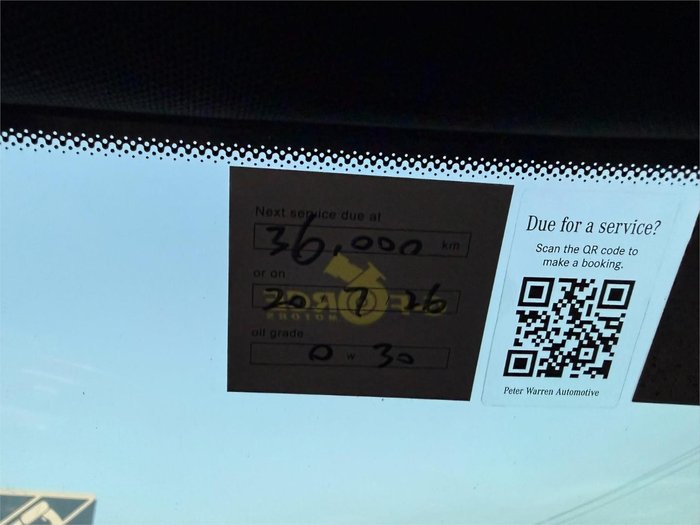 Next service due at
36,000 km
or on
20 / 7 / 26
oil grade
0 w 30
MOTORS
Due for a service?
Scan the QR code to
make a booking.
Peter Warren Automotive